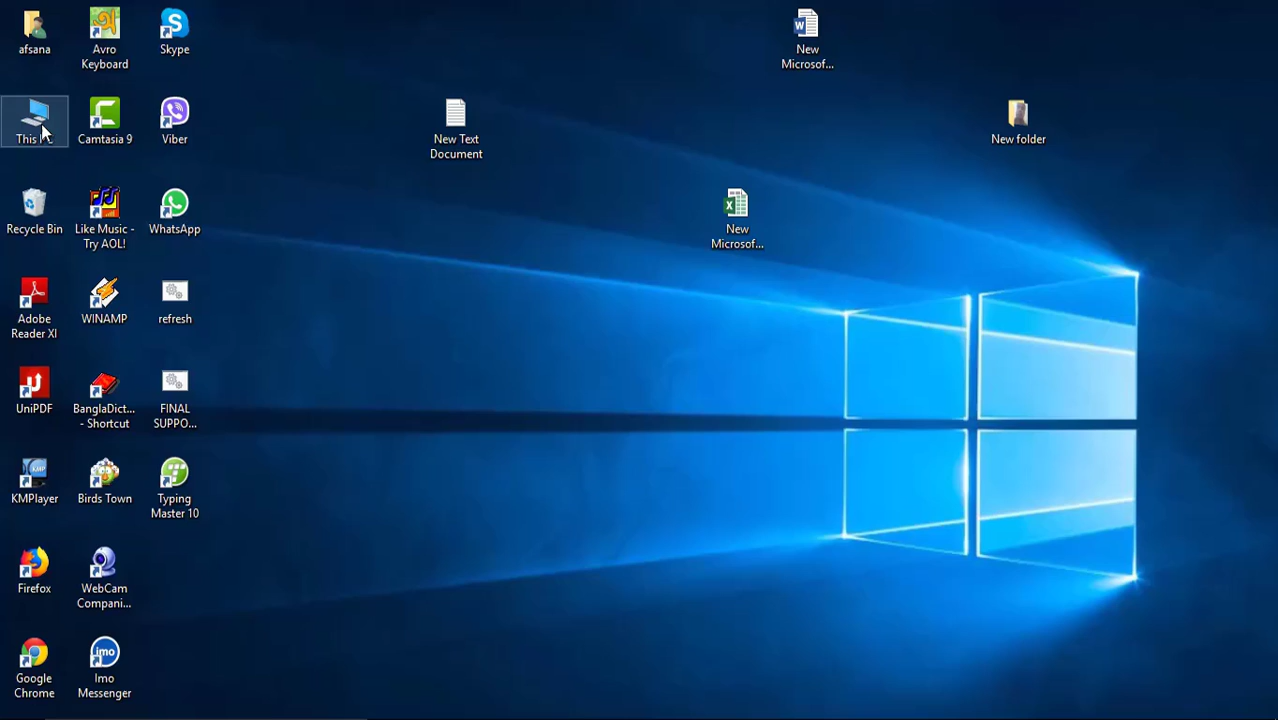 afsana
Avro
Keyboard
Skype
New
Microsof...
This PC
Camtasia 9
Viber
New Text
Document
New folder
Recycle Bin
Like Music -
Try AOL!
WhatsApp
New
Microsof...
Adobe
Reader XI
WINAMP
refresh
UniPDF
BanglaDict...
- Shortcut
FINAL
SUPPO...
KMPlayer
Birds Town
Typing
Master 10
Firefox
WebCam
Compani...
Google
Chrome
Imo
Messenger